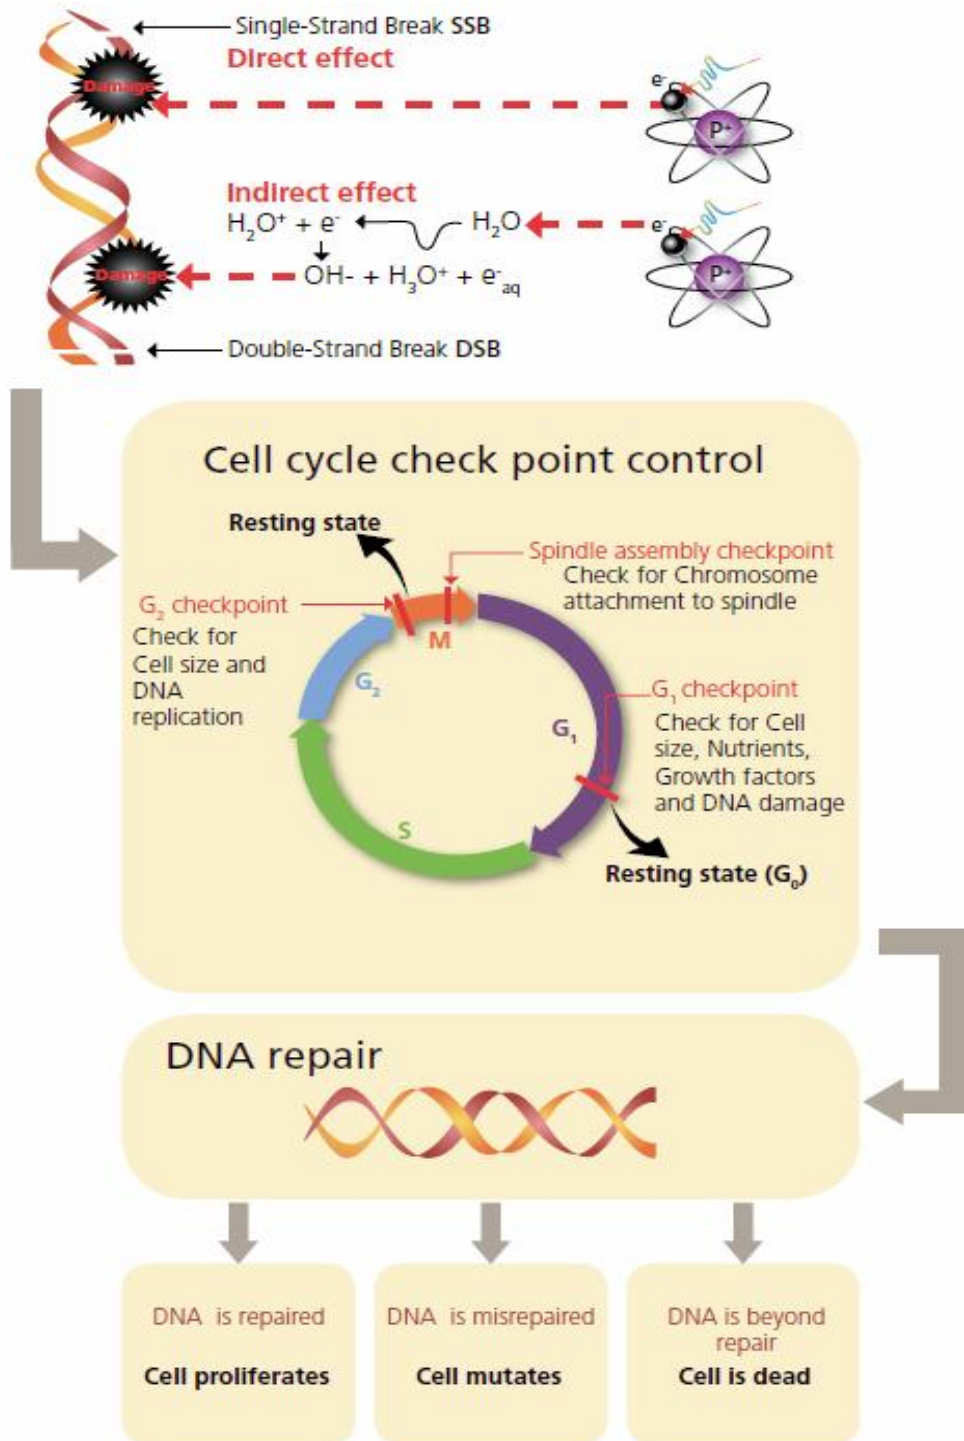 Single-Strand Break SSB
Direct effect
Damage
e-
P+
Indirect effect
H₂O⁺ + e-
H₂O
e-
P+
Damage
OH- + H₃O⁺ + e-aq
Double-Strand Break DSB
Cell cycle check point control
Resting state
Spindle assembly checkpoint
Check for Chromosome
attachment to spindle
G₂ checkpoint
Check for
Cell size and
DNA
replication
M
G₂
G₁
S
G₁ checkpoint
Check for Cell
size, Nutrients,
Growth factors
and DNA damage
Resting state (G₀)
DNA repair
DNA is repaired
Cell proliferates
DNA is misrepaired
Cell mutates
DNA is beyond
repair
Cell is dead